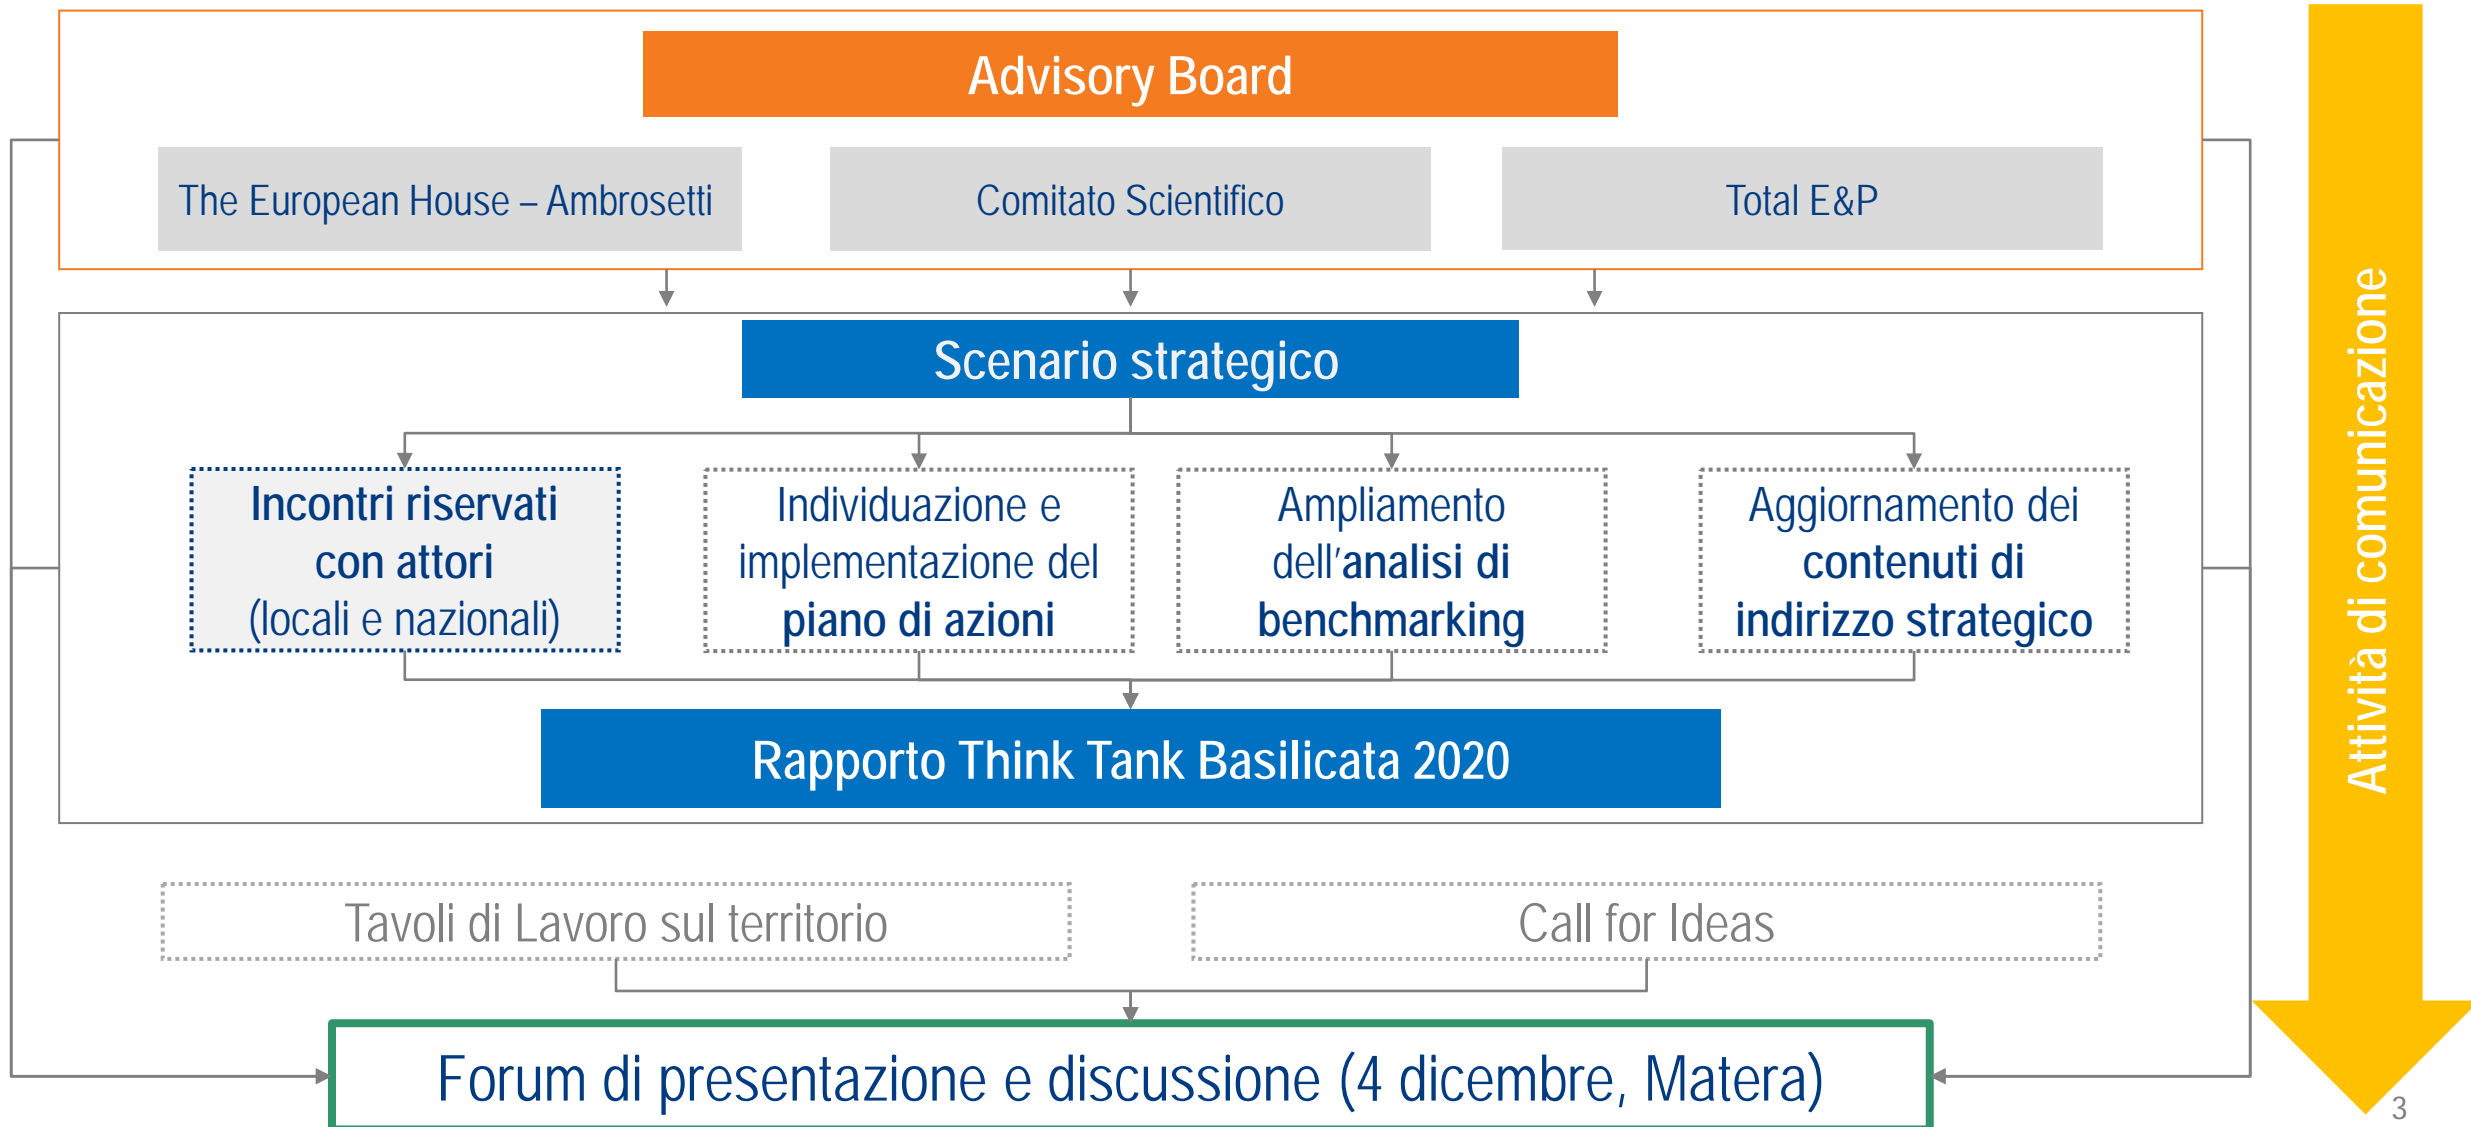 Advisory Board
The European House – Ambrosetti
Comitato Scientifico
Total E&P
Scenario strategico
Incontri riservati
con attori
(locali e nazionali)
Individuazione e
implementazione del
piano di azioni
Ampliamento
dell’analisi di
benchmarking
Aggiornamento dei
contenuti di
indirizzo strategico
Rapporto Think Tank Basilicata 2020
Tavoli di Lavoro sul territorio
Call for Ideas
Forum di presentazione e discussione (4 dicembre, Matera)
Attività di comunicazione
3